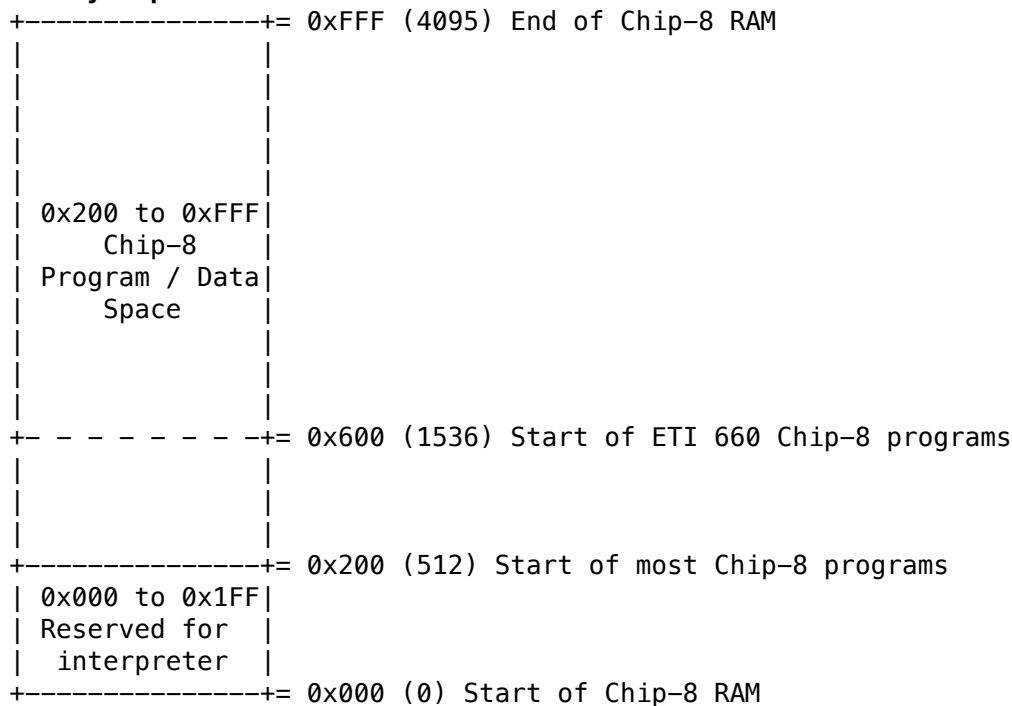 +---------------+= 0xFFF (4095) End of Chip-8 RAM
|               |
|               |
|               |
|               |
|               |
| 0x200 to 0xFFF|
|     Chip-8    |
| Program / Data|
|     Space     |
|               |
|               |
|               |
+- - - - - - - -+= 0x600 (1536) Start of ETI 660 Chip-8 programs
|               |
|               |
|               |
+---------------+= 0x200 (512) Start of most Chip-8 programs
| 0x000 to 0x1FF|
| Reserved for  |
|  interpreter  |
+---------------+= 0x000 (0) Start of Chip-8 RAM